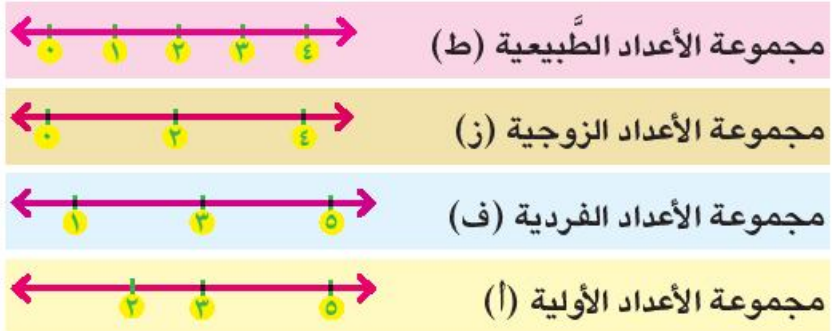 مجموعة الأعداد الطَّبيعية (ط)
٠ ١ ٢ ٣ ٤
مجموعة الأعداد الزوجية (ز)
٠ ٢ ٤
مجموعة الأعداد الفردية (ف)
١ ٣ ٥
مجموعة الأعداد الأولية (أ)
٢ ٣ ٥